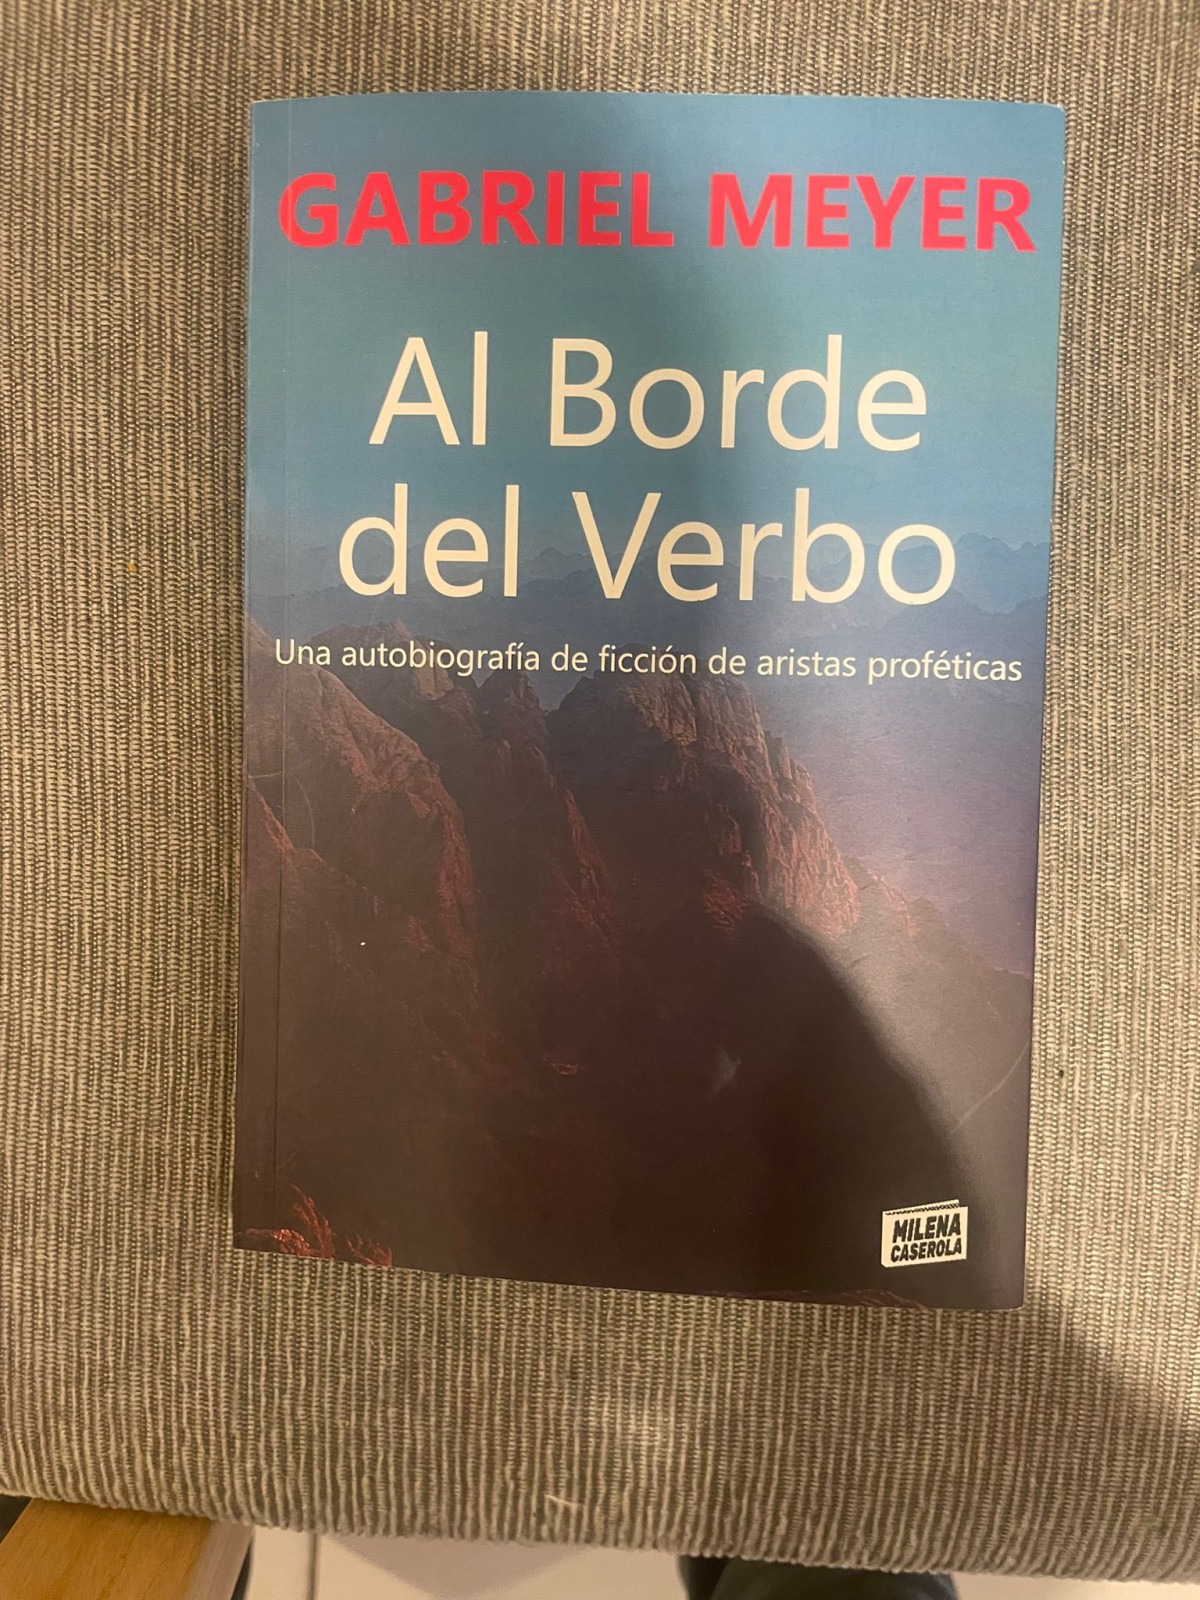 GABRIEL MEYER
Al Borde
del Verbo
Una autobiografía de ficción de aristas proféticas
MILENA
CASEROLA